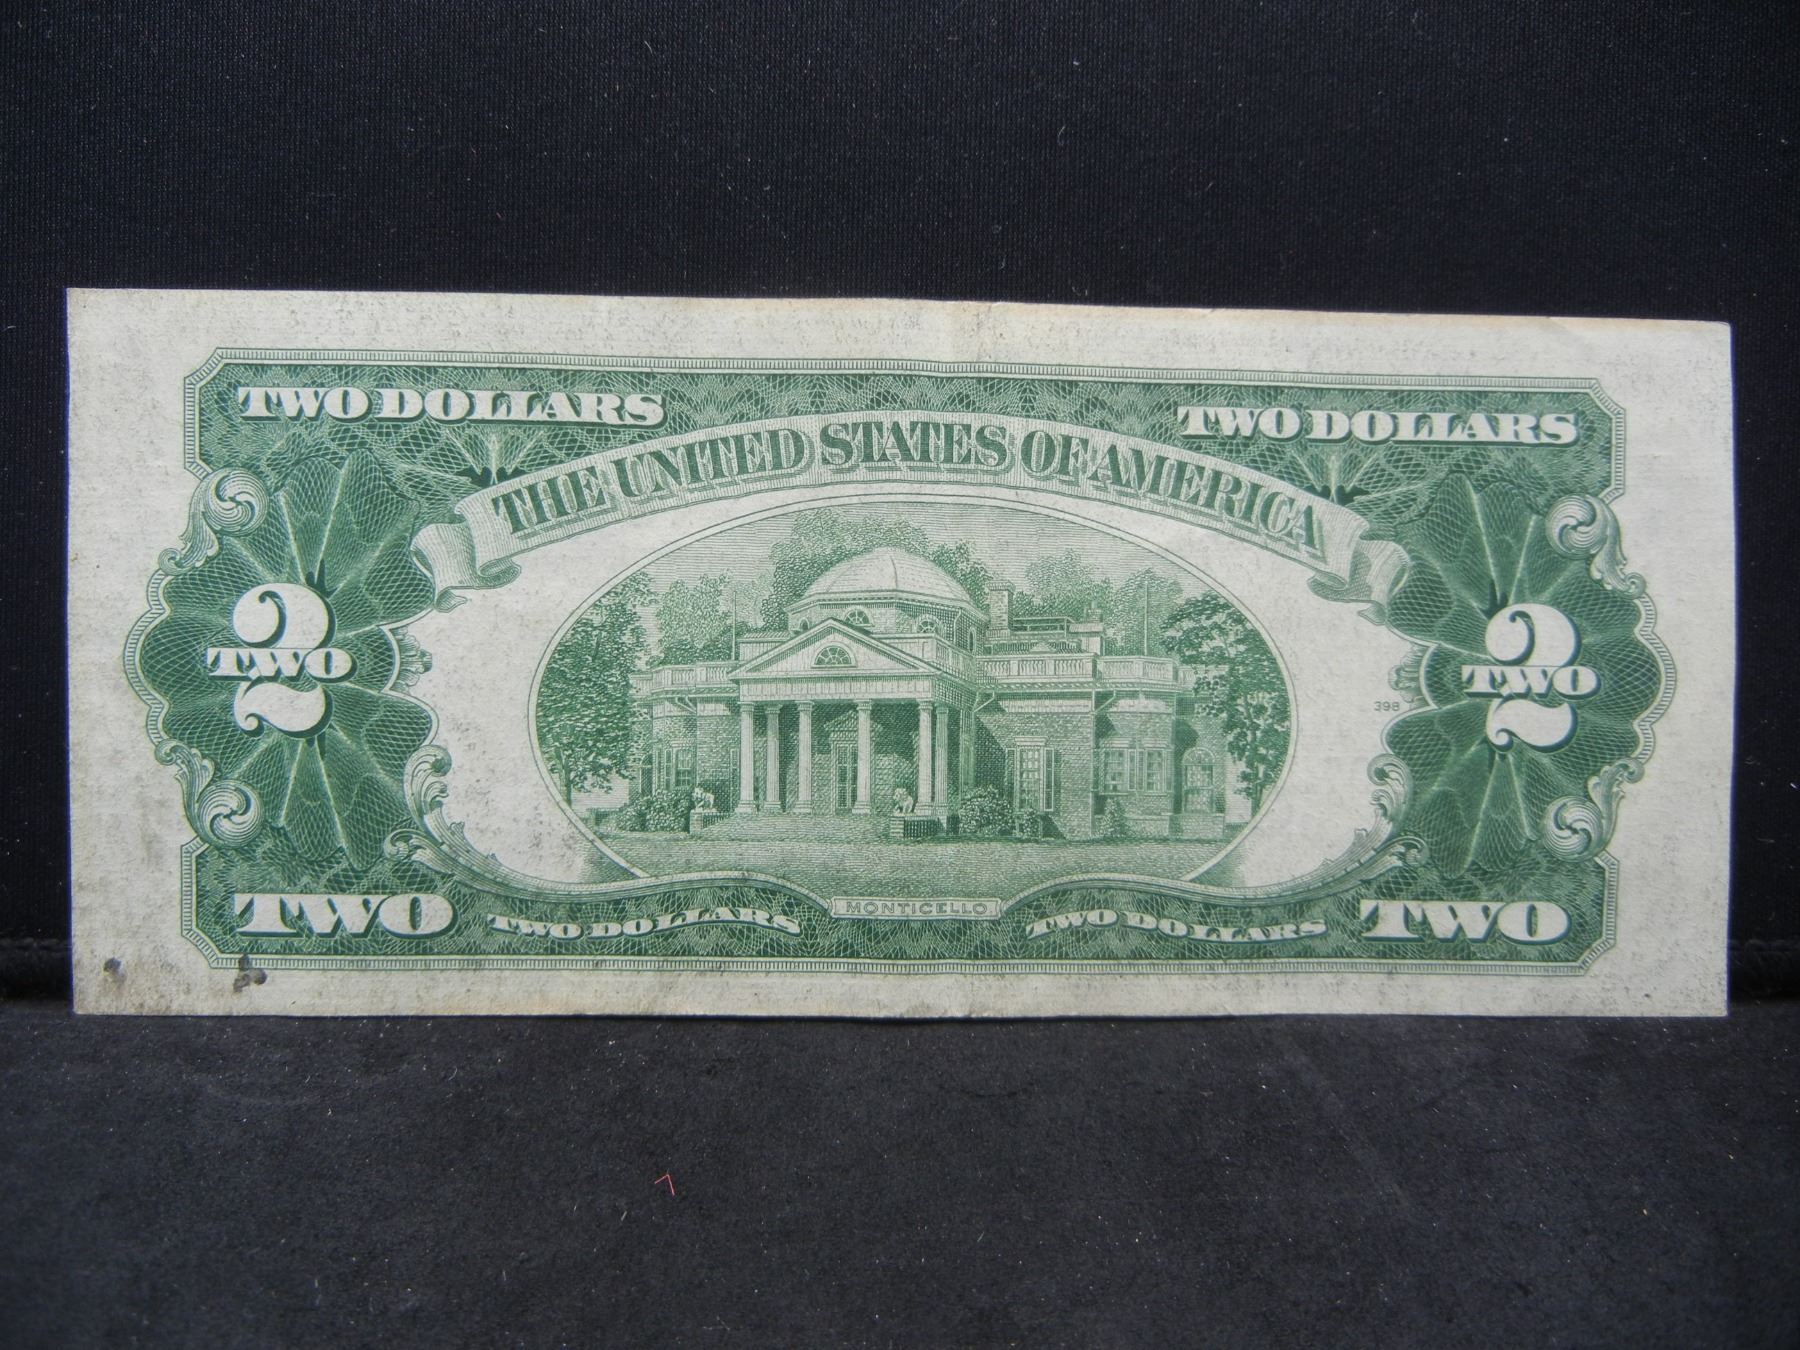 TWO DOLLARS
TWO DOLLARS
THE UNITED STATES OF AMERICA
2
TWO
2
TWO
398
MONTICELLO
TWO
TWO DOLLARS
TWO DOLLARS
TWO